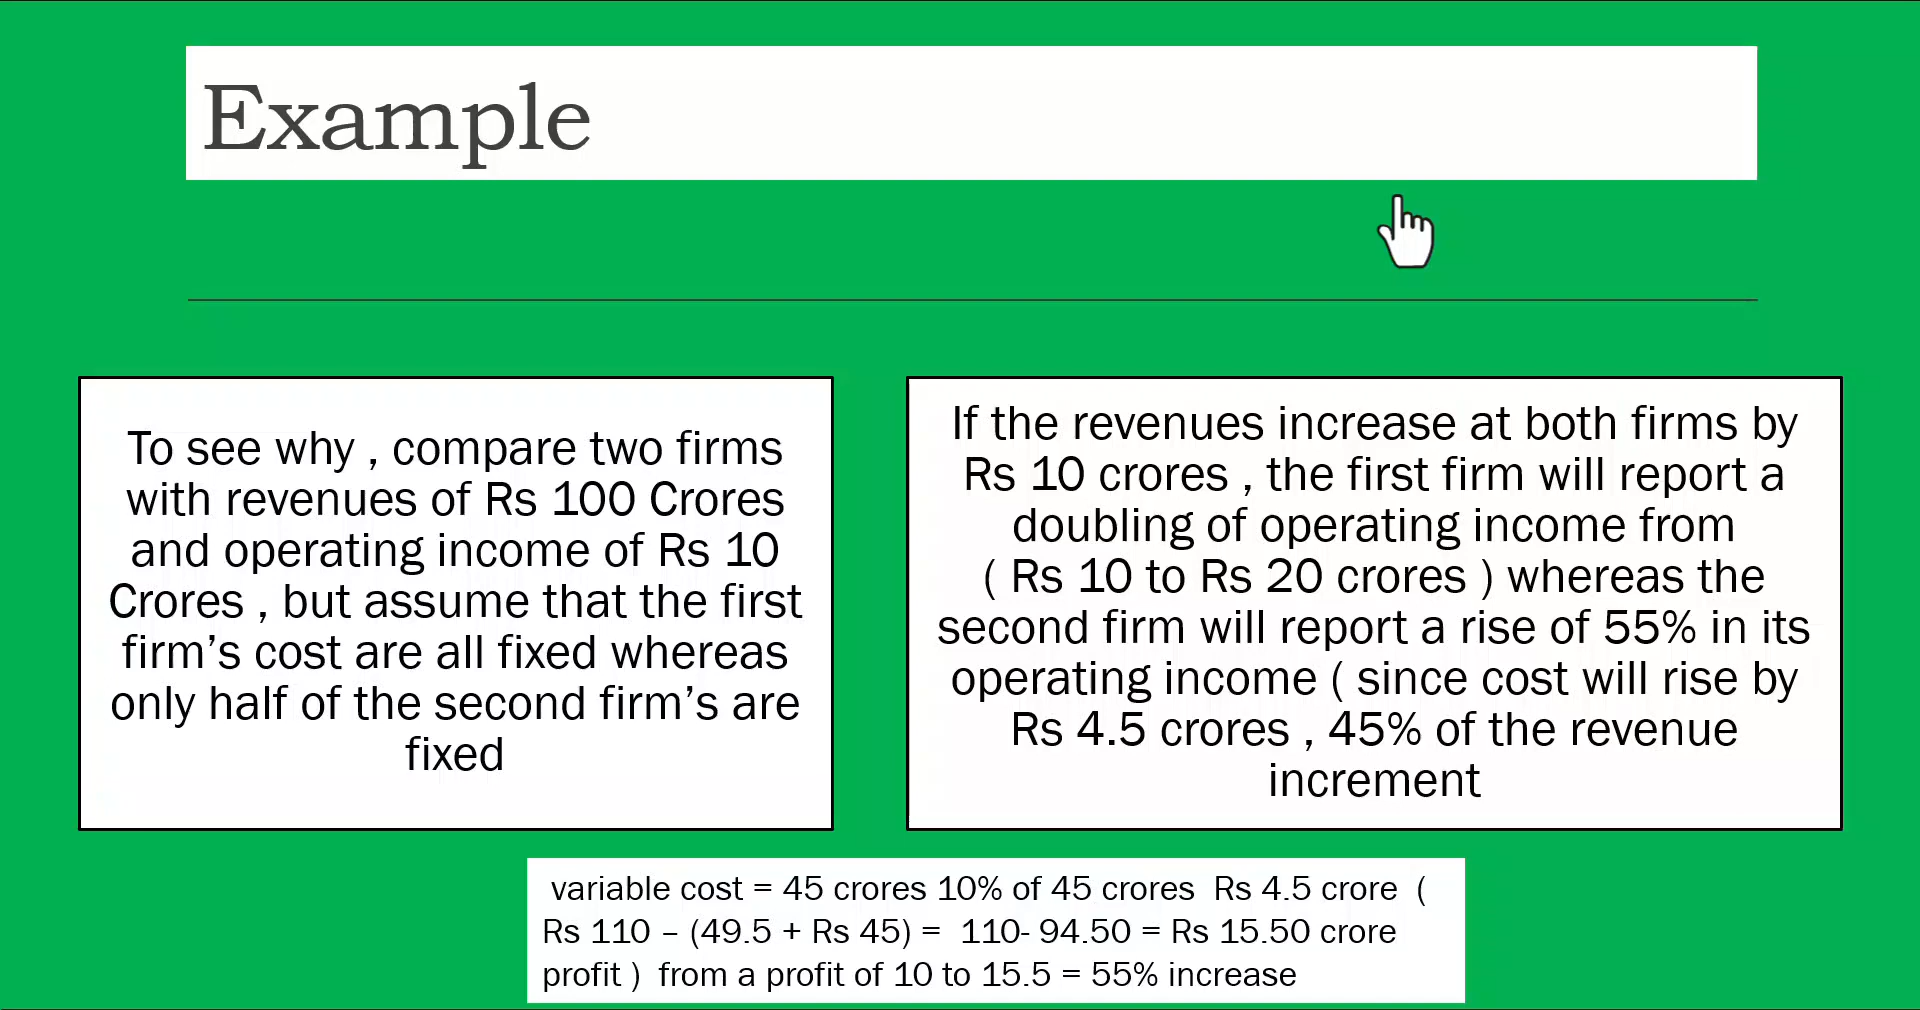 Example
To see why , compare two firms
with revenues of Rs 100 Crores
and operating income of Rs 10
Crores , but assume that the first
firm’s cost are all fixed whereas
only half of the second firm’s are
fixed
If the revenues increase at both firms by
Rs 10 crores , the first firm will report a
doubling of operating income from
( Rs 10 to Rs 20 crores ) whereas the
second firm will report a rise of 55% in its
operating income ( since cost will rise by
Rs 4.5 crores , 45% of the revenue
increment
variable cost = 45 crores 10% of 45 crores  Rs 4.5 crore  (
Rs 110 – (49.5 + Rs 45) =  110- 94.50 = Rs 15.50 crore
profit )  from a profit of 10 to 15.5 = 55% increase